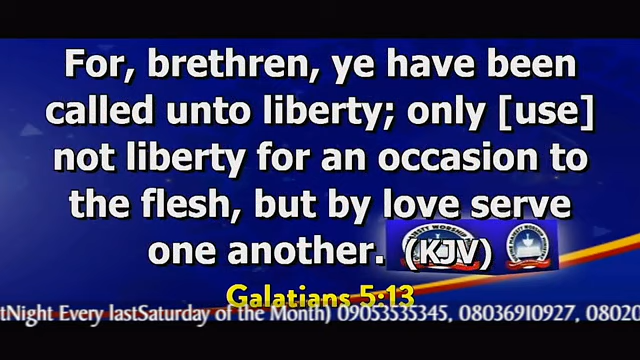 For, brethren, ye have been
called unto liberty; only [use]
not liberty for an occasion to
the flesh, but by love serve
one another. (KJV)
Galatians 5:13
tNight Every lastSaturday of the Month) 09053535345, 08036910927, 08020